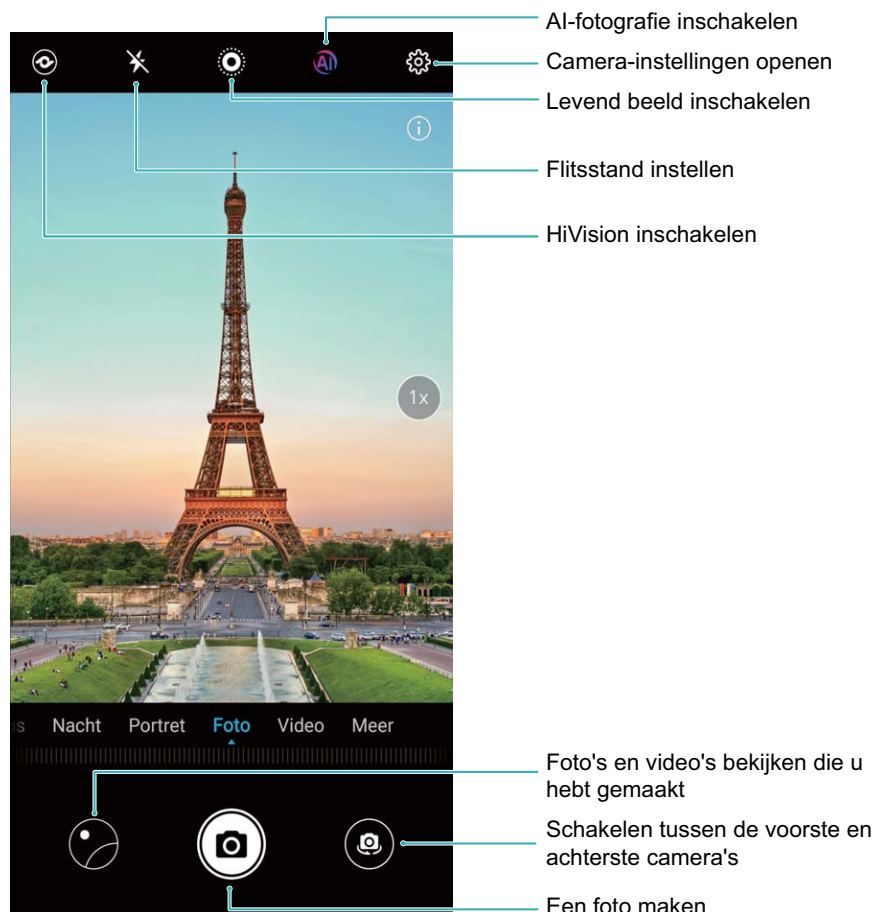 AI-fotografie inschakelen
Camera-instellingen openen
Levend beeld inschakelen
Flitsstand instellen
HiVision inschakelen
AI
i
1x
s Nacht Portret Foto Video Meer
Foto's en video's bekijken die u
hebt gemaakt
Schakelen tussen de voorste en
achterste camera's
Een foto maken